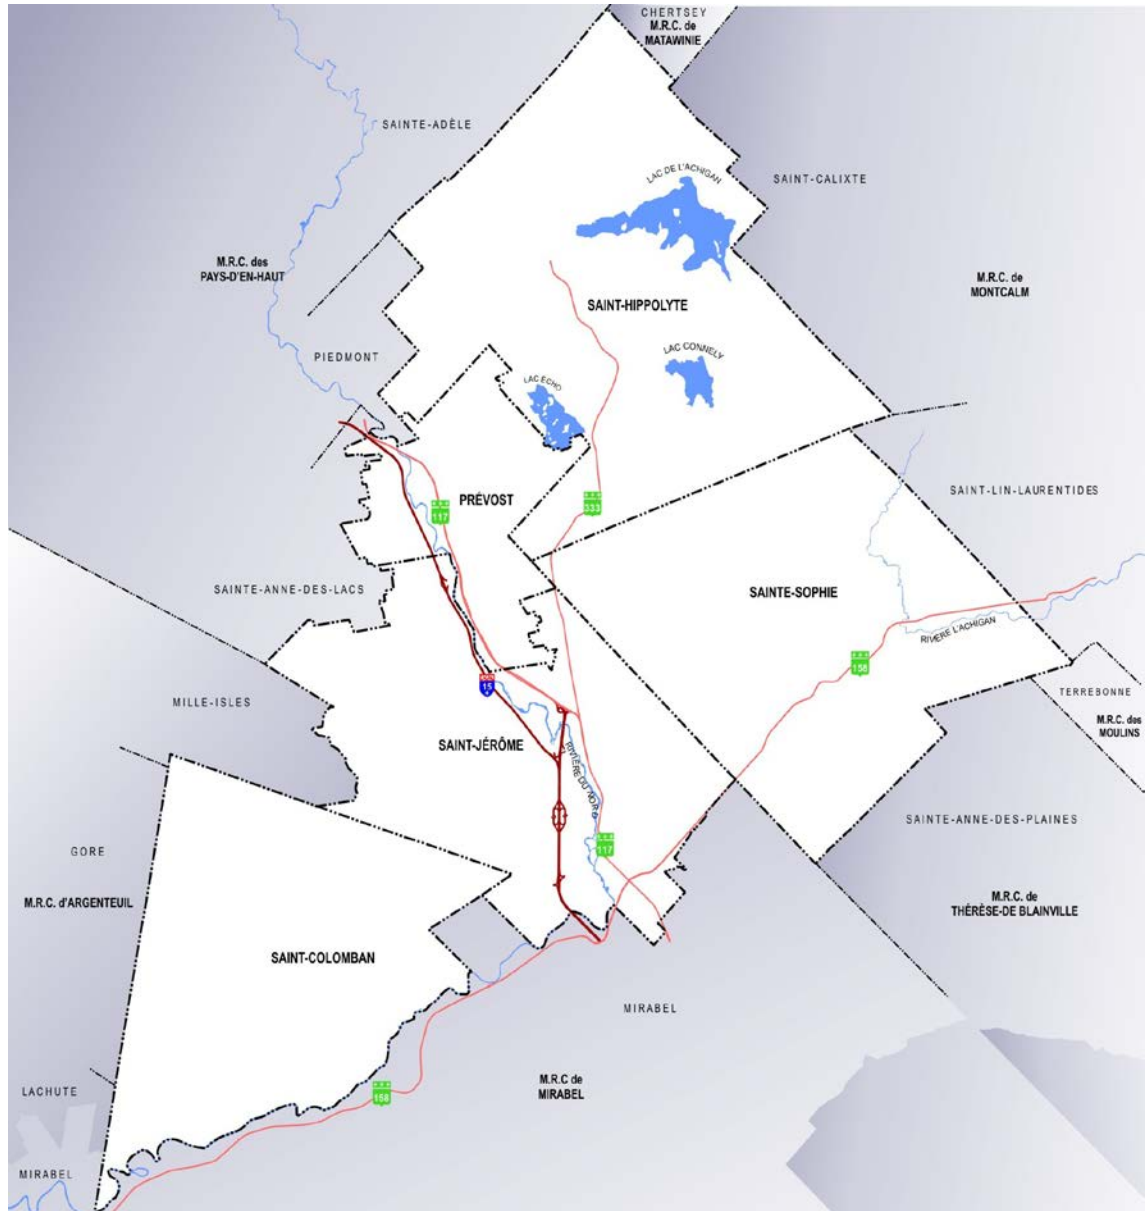 CHERTSEY
M.R.C. de
MATAWINIE
SAINTE-ADÈLE
LAC DE L'ACHIGAN
SAINT-CALIXTE
M.R.C. des
PAYS-D'EN-HAUT
M.R.C. de
MONTCALM
SAINT-HIPPOLYTE
PIEDMONT
LAC CONNELY
LAC ECHO
SAINT-LIN-LAURENTIDES
PRÉVOST
117
333
SAINTE-ANNE-DES-LACS
SAINTE-SOPHIE
RIVIÈRE L'ACHIGAN
158
15
TERREBONNE
MILLE-ISLES
M.R.C. des
MOULINS
SAINT-JÉRÔME
RIVIÈRE DU NORD
SAINTE-ANNE-DES-PLAINES
117
GORE
M.R.C. d'ARGENTEUIL
M.R.C. de
THÉRÈSE-DE BLAINVILLE
SAINT-COLOMBAN
MIRABEL
M.R.C de
MIRABEL
LACHUTE
158
MIRABEL